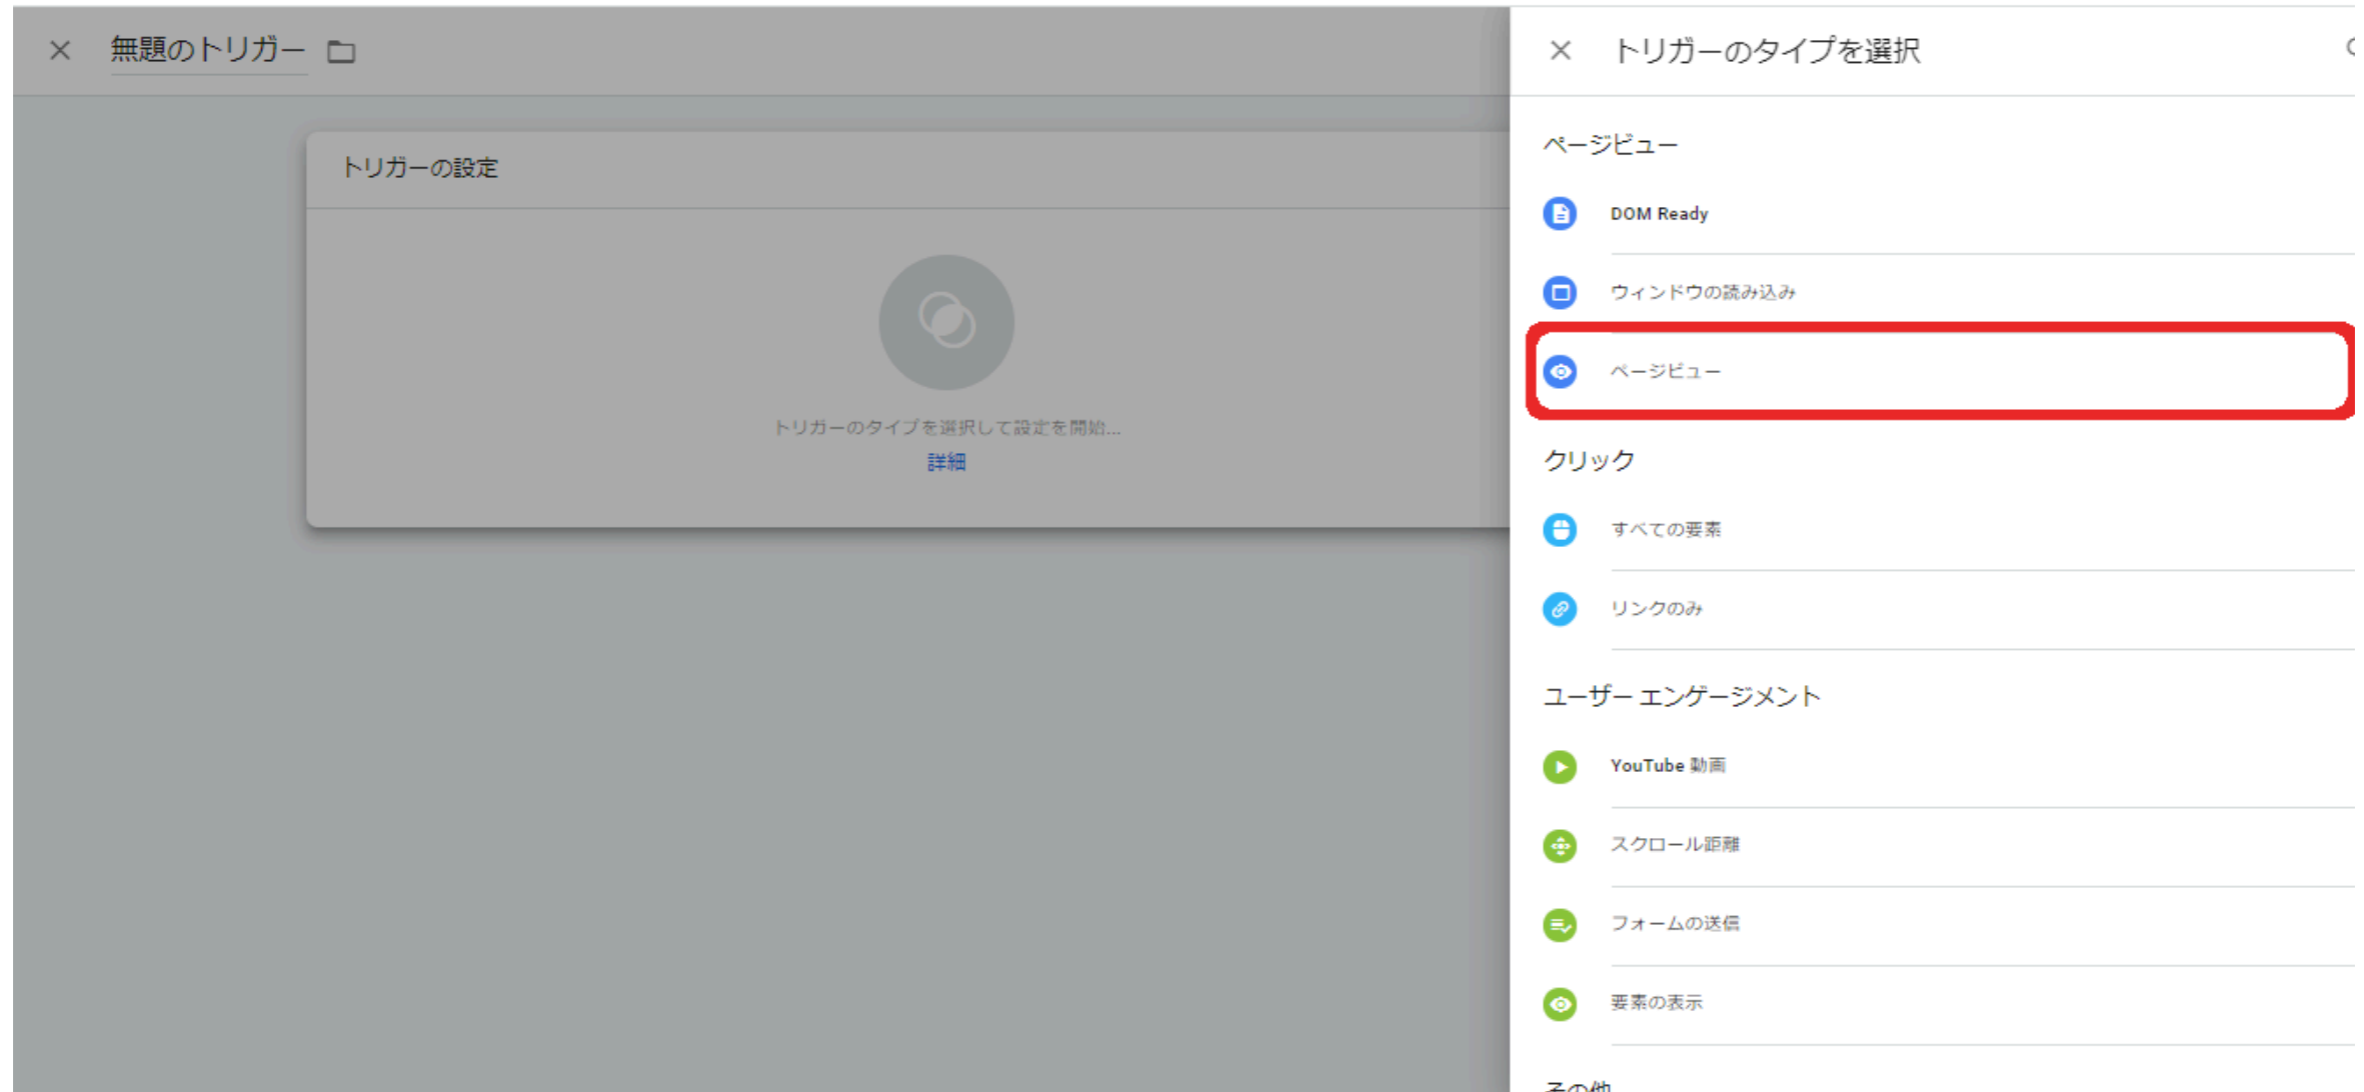 無題のトリガー
トリガーの設定
トリガーのタイプを選択して設定を開始...
詳細
トリガーのタイプを選択
ページビュー
DOM Ready
ウィンドウの読み込み
ページビュー
クリック
すべての要素
リンクのみ
ユーザー エンゲージメント
YouTube 動画
スクロール距離
フォームの送信
要素の表示
その他